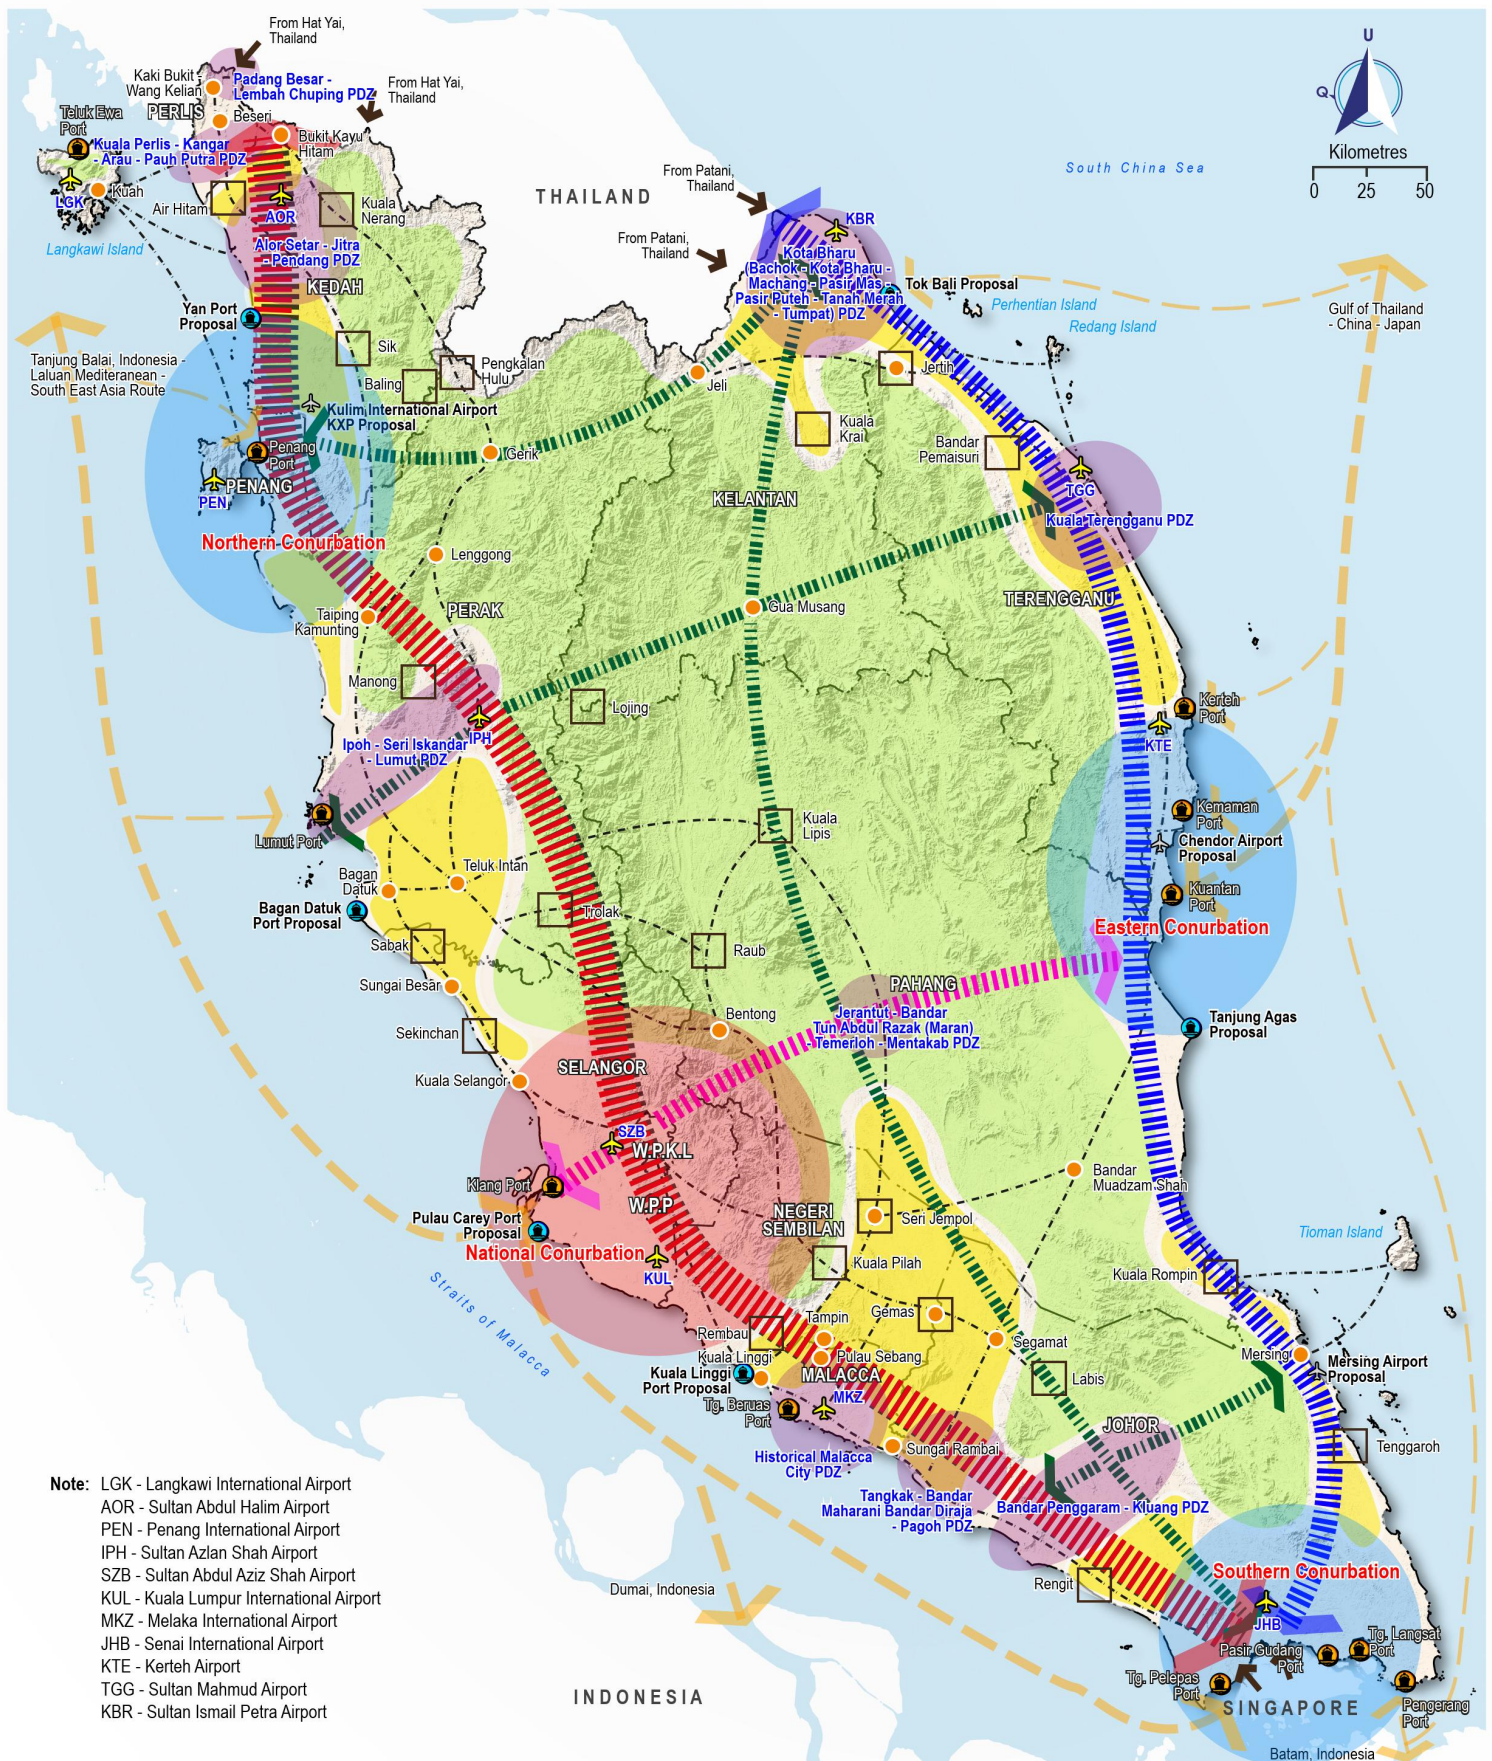 From Hat Yai,
Thailand
Kaki Bukit -
Wang Kelian
Padang Besar -
Lembah Chuping PDZ
From Hat Yai,
Thailand
PERLIS
Beseri
Teluk Ewa
Port
Bukit Kayu
Hitam
Kuala Perlis - Kangar
- Arau - Pauh Putra PDZ
Kuah
LGK
Air Hitam
AOR
Kuala
Nerang
Langkawi Island
Alor Setar - Jitra
- Pendang PDZ
KEDAH
Yan Port
Proposal
THAILAND
From Patani,
Thailand
From Patani,
Thailand
KBR
Kota Bharu
(Bachok - Kota Bharu -
Machang - Pasir Mas -
Pasir Puteh - Tanah Merah
- Tumpat) PDZ
Tok Bali Proposal
Perhentian Island
Redang Island
South China Sea
U
Q
Kilometres
0 25 50
Gulf of Thailand
- China - Japan
Tanjung Balai, Indonesia -
Laluan Mediteranean -
South East Asia Route
Sik
Baling
Pengkalan
Hulu
Jeli
Jertih
Kulim International Airport
KXP Proposal
Kuala
Krai
Bandar
Pemaisuri
Gerik
Penang
Port
PENANG
PEN
TGG
Kuala Terengganu PDZ
KELANTAN
Northern Conurbation
Lenggong
Gua Musang
TERENGGANU
PERAK
Taiping
Kamunting
Manong
Lojing
IPH
Ipoh - Seri Iskandar
- Lumut PDZ
Kerteh
Port
KTE
Kemaman
Port
Chendor Airport
Proposal
Kuantan
Port
Eastern Conurbation
Lumut Port
Kuala
Lipis
Teluk Intan
Bagan
Datuk
Bagan Datuk
Port Proposal
Trolak
Sabak
Raub
Sungai Besar
PAHANG
Jerantut - Bandar
Tun Abdul Razak (Maran)
- Temerloh - Mentakab PDZ
Tanjung Agas
Proposal
Sekinchan
Bentong
SELANGOR
Kuala Selangor
SZB
W.P.K.L
W.P.P
Klang Port
Pulau Carey Port
Proposal
National Conurbation
KUL
NEGERI
SEMBILAN
Seri Jempol
Bandar
Muadzam Shah
Kuala Pilah
Tioman Island
Kuala Rompin
Straits of Malacca
Gemas
Tampin
Rembau
Segamat
Kuala Linggi
Pulau Sebang
Kuala Linggi
Port Proposal
MALACCA
MKZ
Labis
Mersing
Mersing Airport
Proposal
Tg. Beruas
Port
JOHOR
Sungai Rambai
Tenggaroh
Historical Malacca
City PDZ
Tangkak - Bandar
Maharani Bandar Diraja
- Pagoh PDZ
Bandar Penggaram - Kluang PDZ
Note: LGK - Langkawi International Airport
AOR - Sultan Abdul Halim Airport
PEN - Penang International Airport
IPH - Sultan Azlan Shah Airport
SZB - Sultan Abdul Aziz Shah Airport
KUL - Kuala Lumpur International Airport
MKZ - Melaka International Airport
JHB - Senai International Airport
KTE - Kerteh Airport
TGG - Sultan Mahmud Airport
KBR - Sultan Ismail Petra Airport
Dumai, Indonesia
Rengit
Southern Conurbation
JHB
Pasir Gudang
Port
Tg. Langsat
Port
Tg. Pelepas
Port
Pengerang
Port
INDONESIA
SINGAPORE
Batam, Indonesia